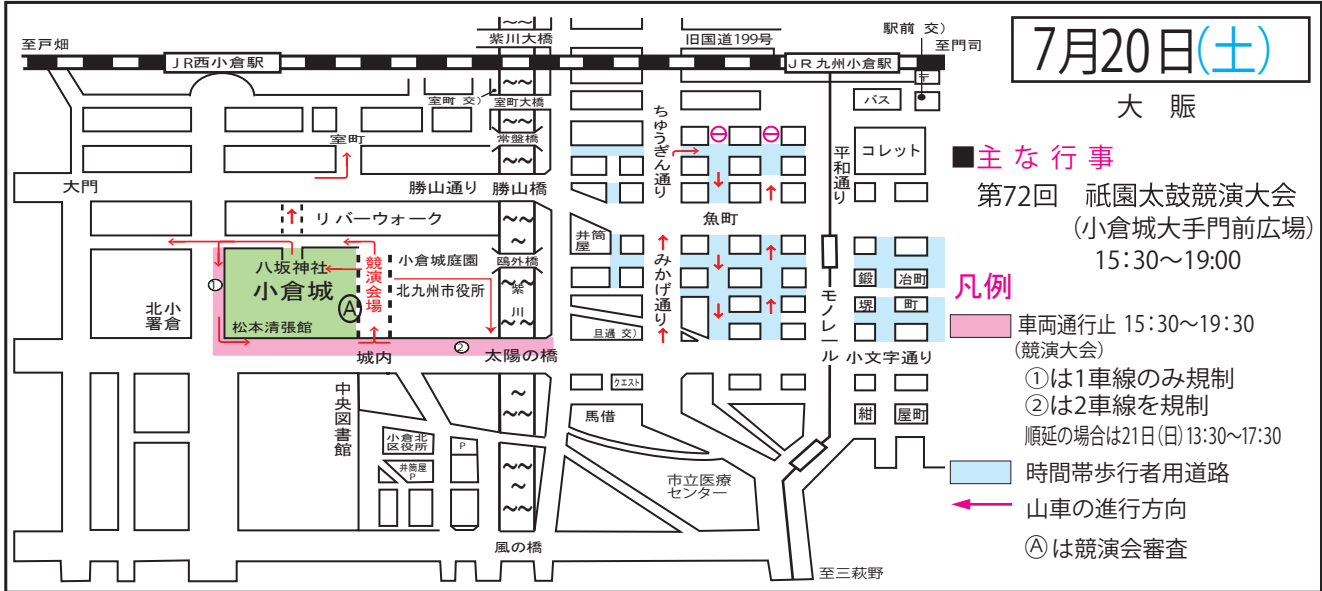 至戸畑
JR西小倉駅
紫川大橋
旧国道199号
駅前 交)
至門司
JR九州小倉駅
〒
室町 交)
室町大橋
バス
室町
常盤橋
ちゅうぎん通り
平和通り
コレット
大門
勝山通り
勝山橋
リバーウォーク
魚町
井筒屋
八坂神社
小倉城
競演会場
小倉城庭園
鴎外橋
北九州市役所
紫川
みかげ通り
鍛冶町
堺町
モノレール
①
Ⓐ
小倉北署
松本清張館
城内
②
太陽の橋
旦過 交)
小文字通り
中央図書館
クエスト
馬借
紺屋町
小倉北区役所
P
井筒屋P
市立医療センター
風の橋
至三萩野
7月20日(土)
大 賑
■主な行事
第72回 祇園太鼓競演大会
(小倉城大手門前広場)
15:30〜19:00
凡例
車両通行止 15:30〜19:30
(競演大会)
①は1車線のみ規制
②は2車線を規制
順延の場合は21日(日)13:30〜17:30
時間帯歩行者用道路
山車の進行方向
Ⓐは競演会審査